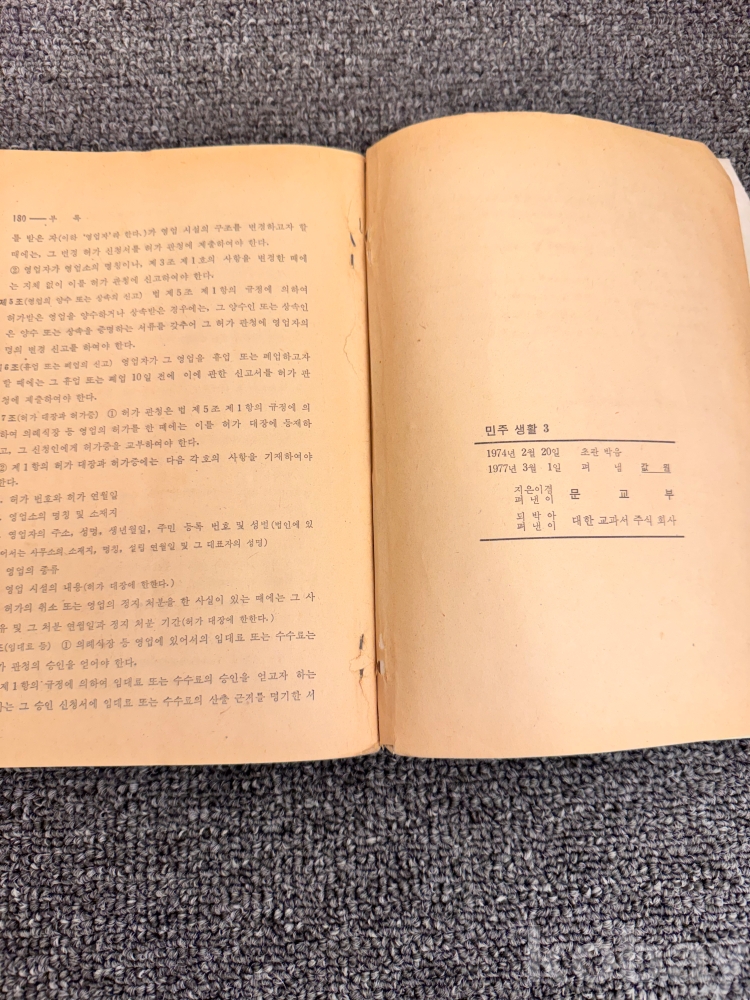 180 — 부 록
를 받은 자(이하 '영업자'라 한다.)가 영업 시설의 구조를 변경하고자 할
때에는, 그 변경 허가 신청서를 허가 관청에 제출하여야 한다.
② 영업자가 영업소의 명칭이나, 제 3 조 제 1 호의 사항을 변경한 때에
는 지체 없이 이를 허가 관청에 신고하여야 한다.
제 5 조(영업의 양수 또는 상속의 신고) 법 제 5 조 제 1 항의 규정에 의하여
허가받은 영업을 양수하거나 상속받은 경우에는, 그 양수인 또는 상속인
은 양수 또는 상속을 증명하는 서류를 갖추어 그 허가 관청에 영업자의
명의 변경 신고를 하여야 한다.
6 조(휴업 또는 폐업의 신고) 영업자가 그 영업을 휴업 또는 폐업하고자
할 때에는 그 휴업 또는 폐업 10일 전에 이에 관한 신고서를 허가 관
청에 제출하여야 한다.
7 조(허가 대장과 허가증) ① 허가 관청은 법 제 5 조 제 1 항의 규정에 의
하여 의례식장 등 영업의 허가를 한 때에는 이를 허가 대장에 등재하
고, 그 신청인에게 허가증을 교부하여야 한다.
② 제 1 항의 허가 대장과 허가증에는 다음 각 호의 사항을 기재하여야
한다.
허가 번호와 허가 연월일
영업소의 명칭 및 소재지
영업자의 주소, 성명, 생년월일, 주민 등록 번호 및 성별(법인에 있
어서는 사무소의 소재지, 명칭, 설립 연월일 및 그 대표자의 성명)
영업의 종류
영업 시설의 내용(허가 대장에 한한다.)
허가의 취소 또는 영업의 정지 처분을 한 사실이 있는 때에는 그 사
유 및 그 처분 연월일과 정지 처분 기간(허가 대장에 한한다.)
조(임대료 등) ① 의례식장 등 영업에 있어서의 임대료 또는 수수료는
가 관청의 승인을 얻어야 한다.
제 1 항의 규정에 의하여 임대료 또는 수수료의 승인을 얻고자 하는
자는 그 승인 신청서에 임대료 또는 수수료의 산출 근거를 명기한 서
민주 생활 3
1974년 2월 20일 초판 박음
1977년 3월 1일 펴 냄 값 원
지은이겸
펴 낸 이 문 교 부
되 박 아
펴 낸 이 대한 교과서 주식 회사
kobay